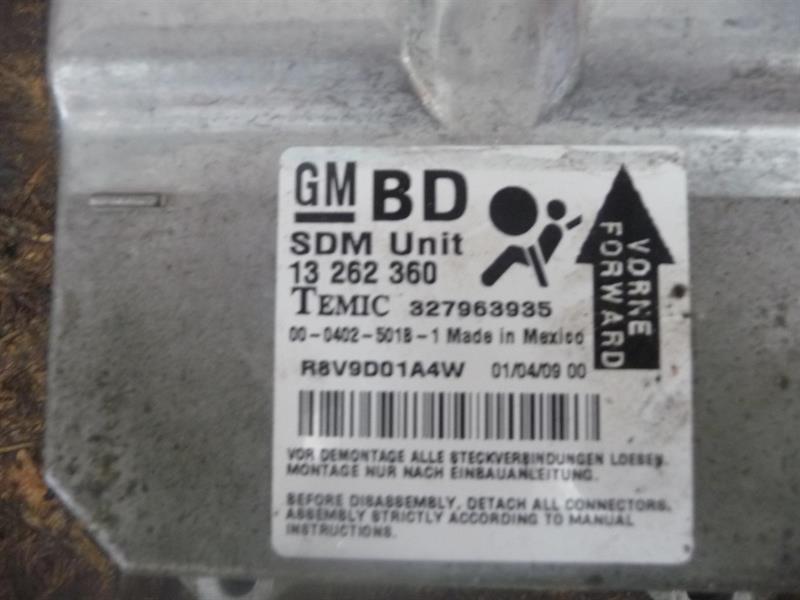 GM BD
SDM Unit
13 262 360
TEMIC 327963935
00-0402-501B-1 Made in Mexico
R8V9D01A4W 01/04/09 00
VORNE
FORWARD
VOR DEMONTAGE ALLE STECKVERBINDUNGEN LOESEN.
MONTAGE NUR NACH EINBAUANLEITUNG.
BEFORE DISASSEMBLY, DETACH ALL CONNECTORS.
ASSEMBLY STRICTLY ACCORDING TO MANUAL
INSTRUCTIONS.